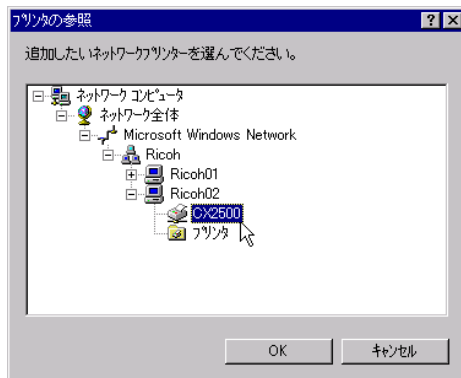 プリンタの参照
追加したいネットワークプリンターを選んでください。
ネットワーク コンピュータ
ネットワーク全体
Microsoft Windows Network
Ricoh
Ricoh01
Ricoh02
CX2500
プリンタ
OK キャンセル